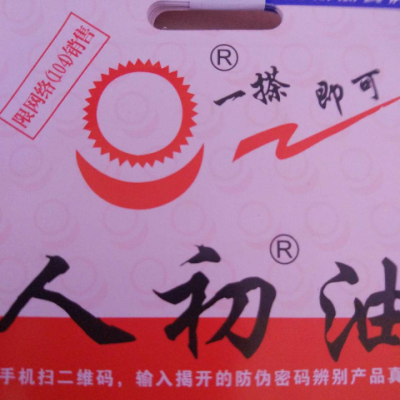 限网络(104)销售
®
一搽 即可
人初®油
手机扫二维码，输入揭开的防伪密码辨别产品真